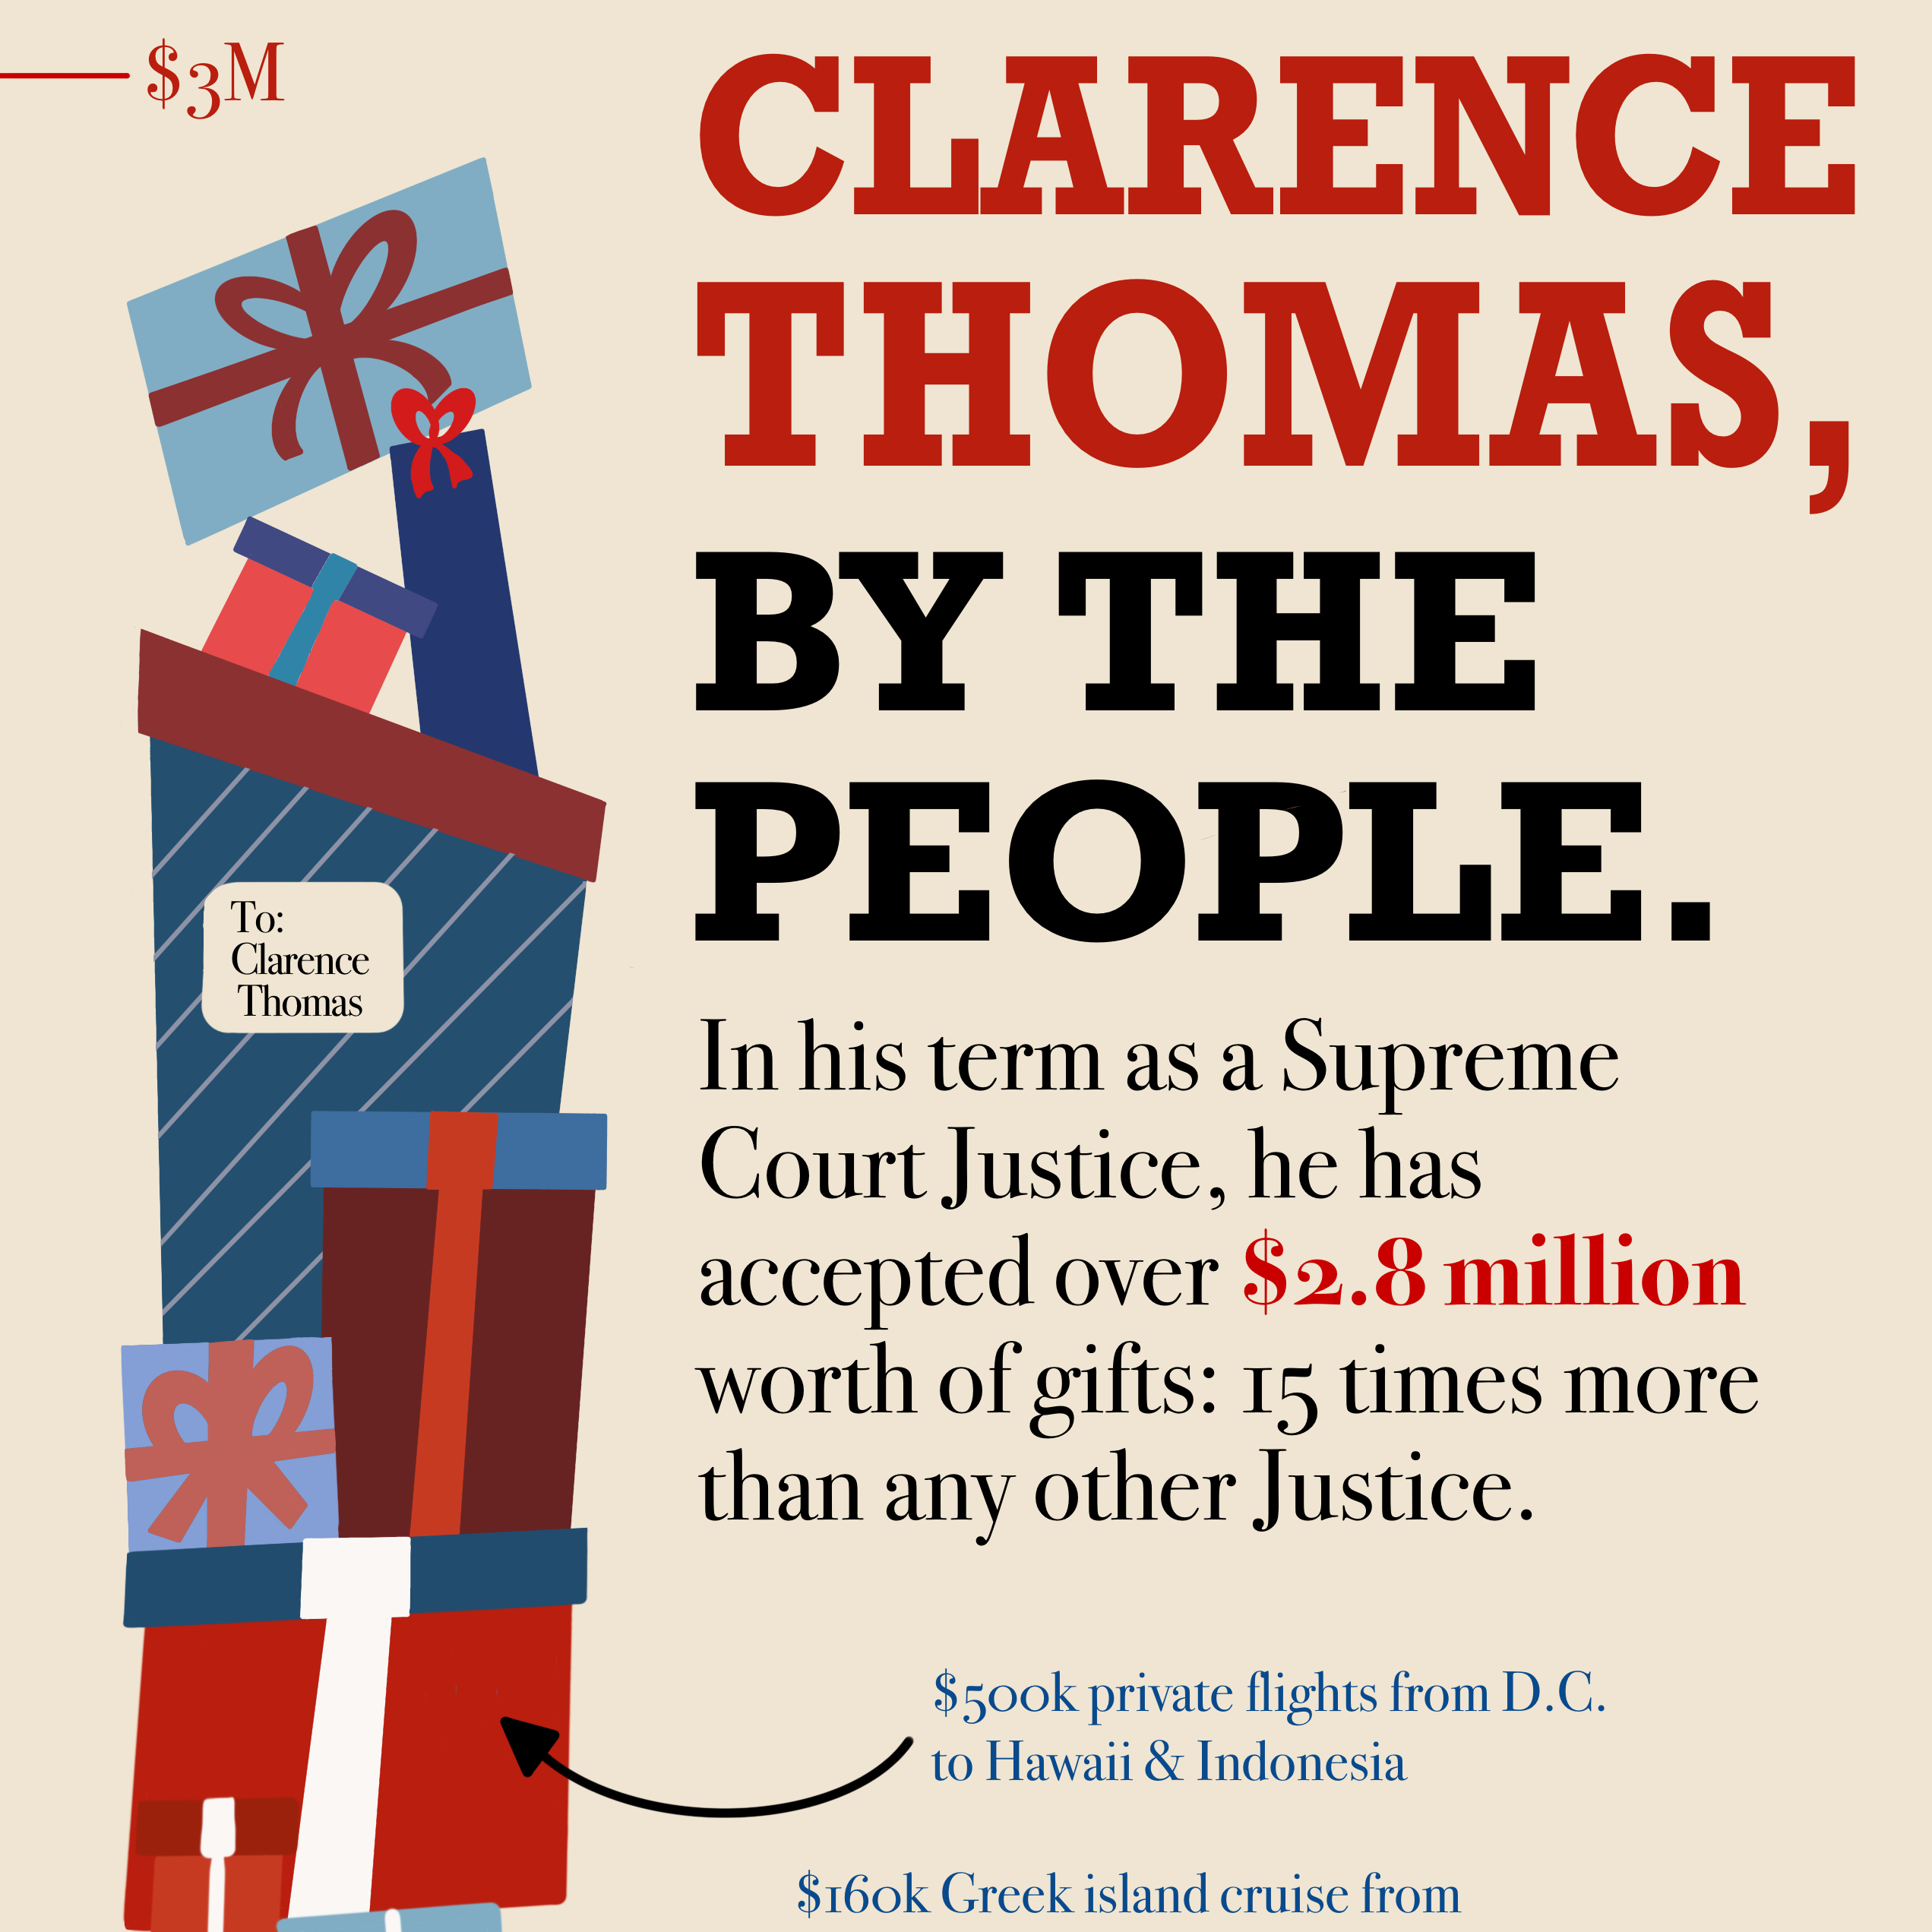 $3M
CLARENCE
THOMAS,
BY THE
PEOPLE.
To:
Clarence
Thomas
In his term as a Supreme
Court Justice, he has
accepted over $2.8 million
worth of gifts: 15 times more
than any other Justice.
$500k private flights from D.C.
to Hawaii & Indonesia
$160k Greek island cruise from